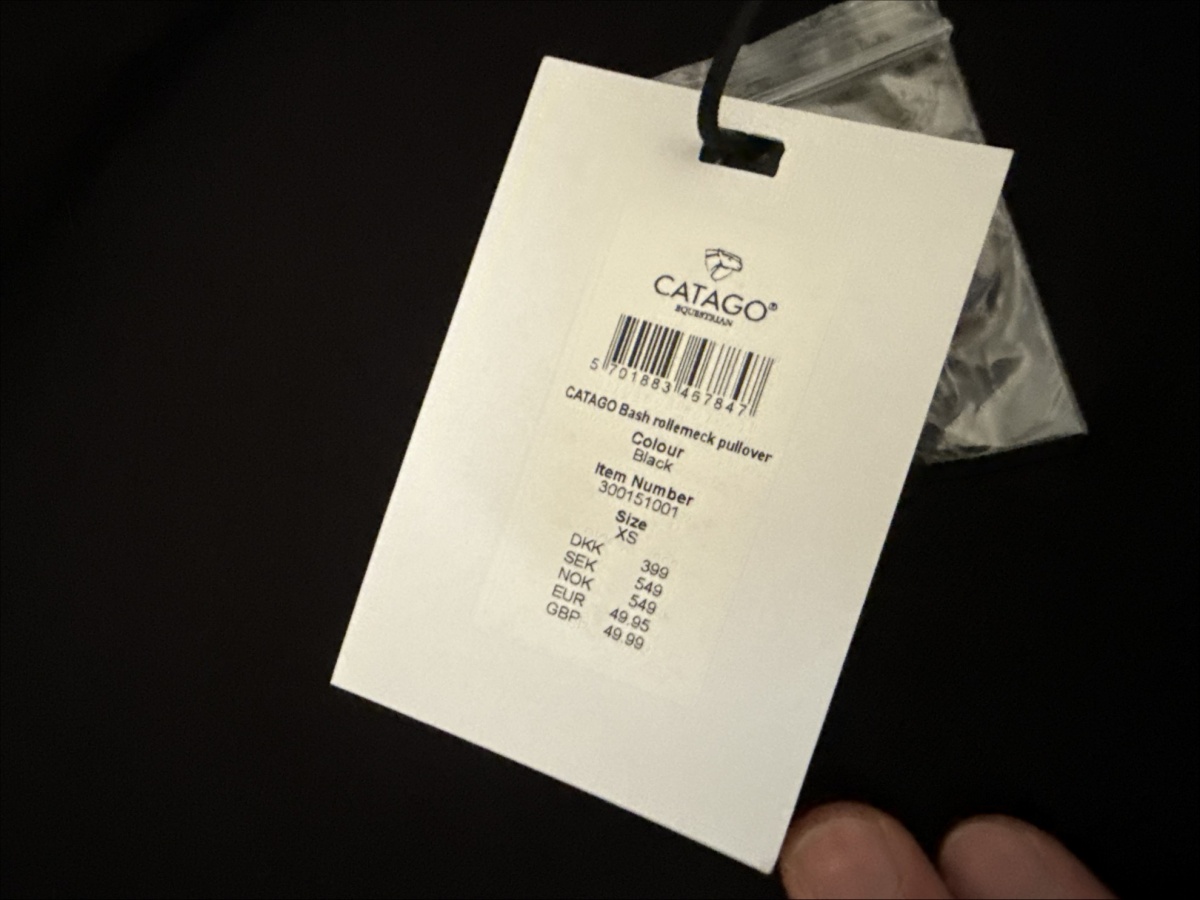 CATAGO®
EQUESTRIAN
5 701883 467847
CATAGO Bash rolleneck pullover
Colour
Black
Item Number
300151001
Size
XS
DKK 399
SEK 549
NOK 549
EUR 49.95
GBP 49.99